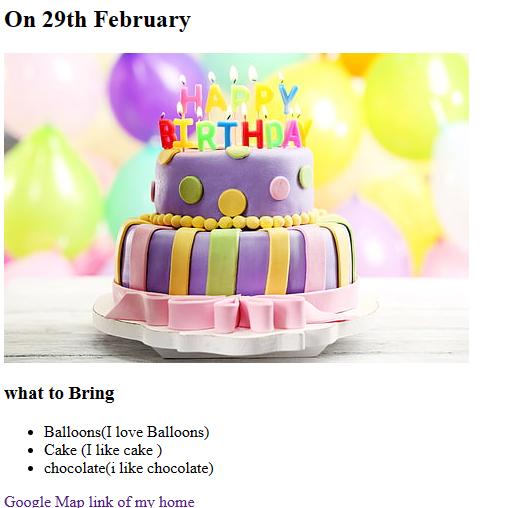 On 29th February
HAPPY
BIRTHDAY
what to Bring
Balloons(I love Balloons)
Cake (I like cake )
chocolate(i like chocolate)
Google Map link of my home